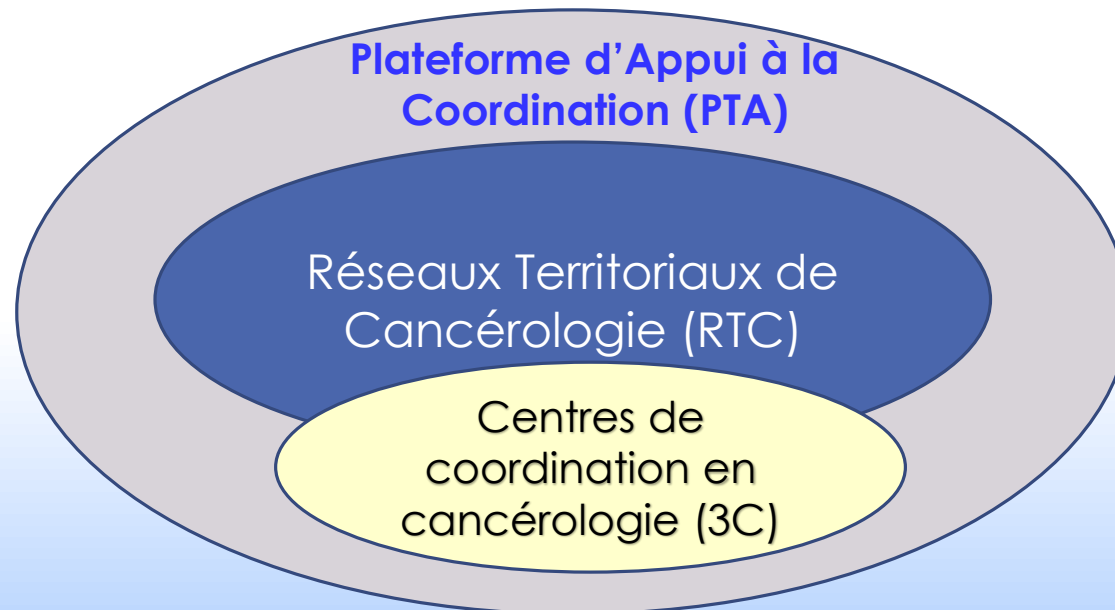 Plateforme d’Appui à la
Coordination (PTA)
Réseaux Territoriaux de
Cancérologie (RTC)
Centres de
coordination en
cancérologie (3C)